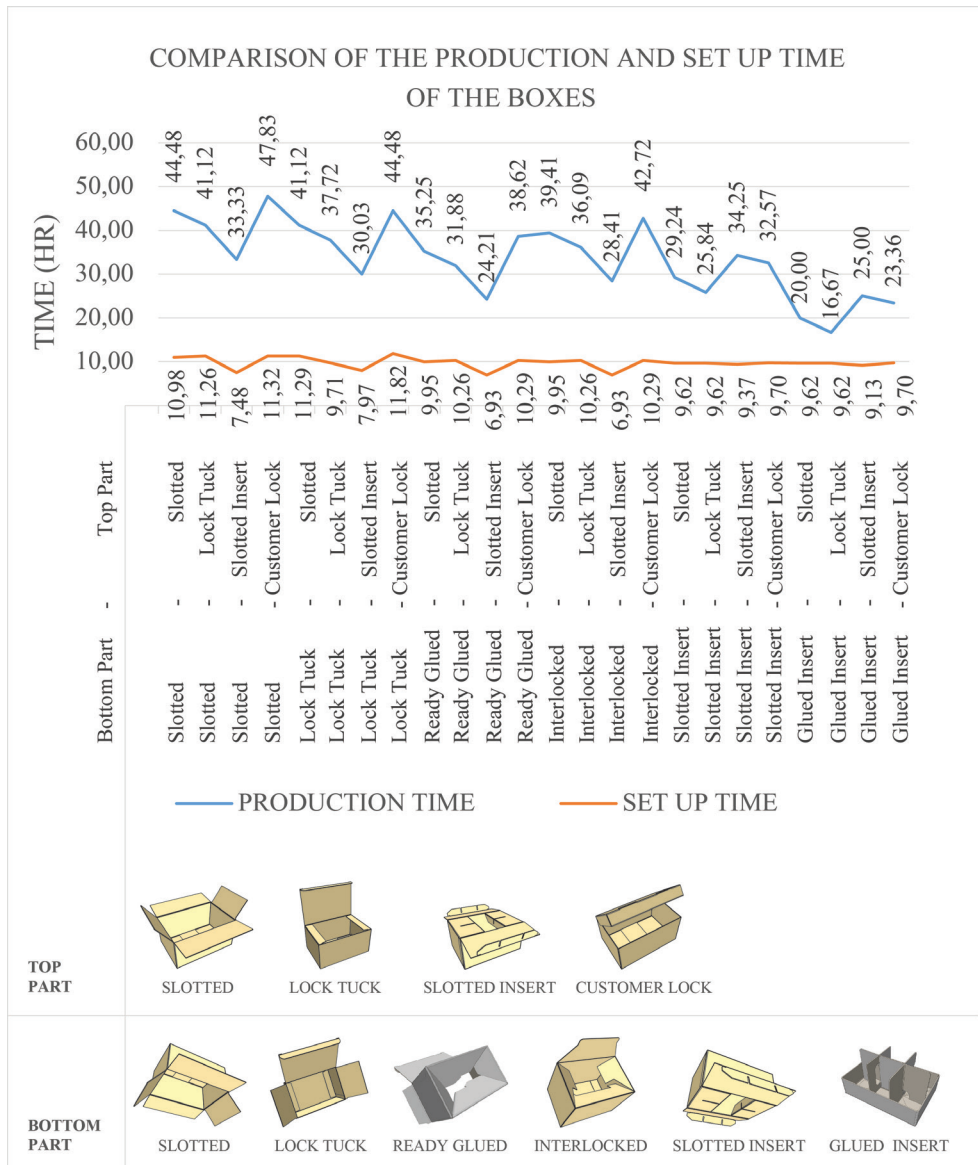 COMPARISON OF THE PRODUCTION AND SET UP TIME
OF THE BOXES
TIME (HR)
60,00
50,00
40,00
30,00
20,00
10,00
44,48
41,12
33,33
47,83
41,12
37,72
30,03
44,48
35,25
31,88
24,21
38,62
39,41
36,09
28,41
42,72
29,24
25,84
34,25
32,57
20,00
16,67
25,00
23,36
10,98
11,26
7,48
11,32
11,29
9,71
7,97
11,82
9,95
10,26
6,93
10,29
9,95
10,26
6,93
10,29
9,62
9,62
9,37
9,70
9,62
9,62
9,13
9,70
Bottom Part - Top Part
Slotted - Slotted
Slotted - Lock Tuck
Slotted - Slotted Insert
Slotted - Customer Lock
Lock Tuck - Slotted
Lock Tuck - Lock Tuck
Lock Tuck - Slotted Insert
Lock Tuck - Customer Lock
Ready Glued - Slotted
Ready Glued - Lock Tuck
Ready Glued - Slotted Insert
Ready Glued - Customer Lock
Interlocked - Slotted
Interlocked - Lock Tuck
Interlocked - Slotted Insert
Interlocked - Customer Lock
Slotted Insert - Slotted
Slotted Insert - Lock Tuck
Slotted Insert - Slotted Insert
Slotted Insert - Customer Lock
Glued Insert - Slotted
Glued Insert - Lock Tuck
Glued Insert - Slotted Insert
Glued Insert - Customer Lock
PRODUCTION TIME
SET UP TIME
TOP
PART
SLOTTED
LOCK TUCK
SLOTTED INSERT
CUSTOMER LOCK
BOTTOM
PART
SLOTTED
LOCK TUCK
READY GLUED
INTERLOCKED
SLOTTED INSERT
GLUED INSERT